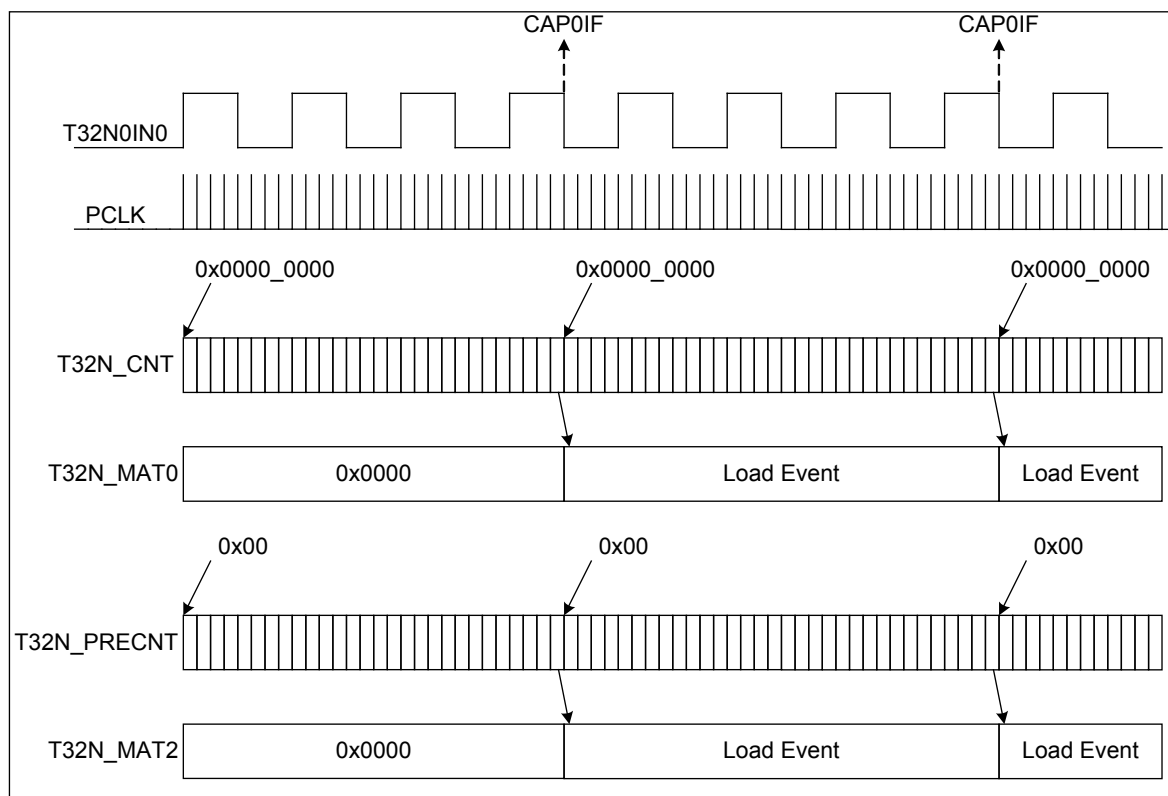 CAP0IF CAP0IF
T32N0IN0
PCLK
0x0000_0000 0x0000_0000 0x0000_0000
T32N_CNT
T32N_MAT0 0x0000 Load Event Load Event
0x00 0x00 0x00
T32N_PRECNT
T32N_MAT2 0x0000 Load Event Load Event